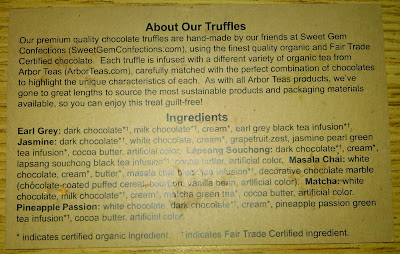 About Our Truffles
Our premium quality chocolate truffles are hand-made by our friends at Sweet Gem
Confections (SweetGemConfections.com), using the finest quality organic and Fair Trade
Certified chocolate. Each truffle is infused with a different variety of organic tea from
Arbor Teas (ArborTeas.com), carefully matched with the perfect combination of chocolates
to highlight the unique characteristics of each. As with all Arbor Teas products, we've
gone to great lengths to source the most sustainable products and packaging materials
available, so you can enjoy this treat guilt-free!
Ingredients
Earl Grey: dark chocolate*†, milk chocolate*†, cream*, earl grey black tea infusion*†
Jasmine: dark chocolate*†, white chocolate, cream*, grapefruit-zest, jasmine pearl green
tea infusion*, cocoa butter, artificial color. Lapsang Souchong: dark chocolate*†, cream*,
lapsang souchong black tea infusion*†, cocoa butter, artificial color. Masala Chai: white
chocolate, cream*, butter*, masala chai black tea infusion*†, decorative chocolate marble
(chocolate-coated puffed cereal, bourbon, vanilla bean, artificial color). Matcha: white
chocolate, milk chocolate*†, cream*, matcha green tea*, cocoa butter, artificial color.
Pineapple Passion: white chocolate, dark chocolate*†, cream*, pineapple passion green
tea infusion*†, cocoa butter, artificial color.
* indicates certified organic ingredient. † indicates Fair Trade Certified ingredient.